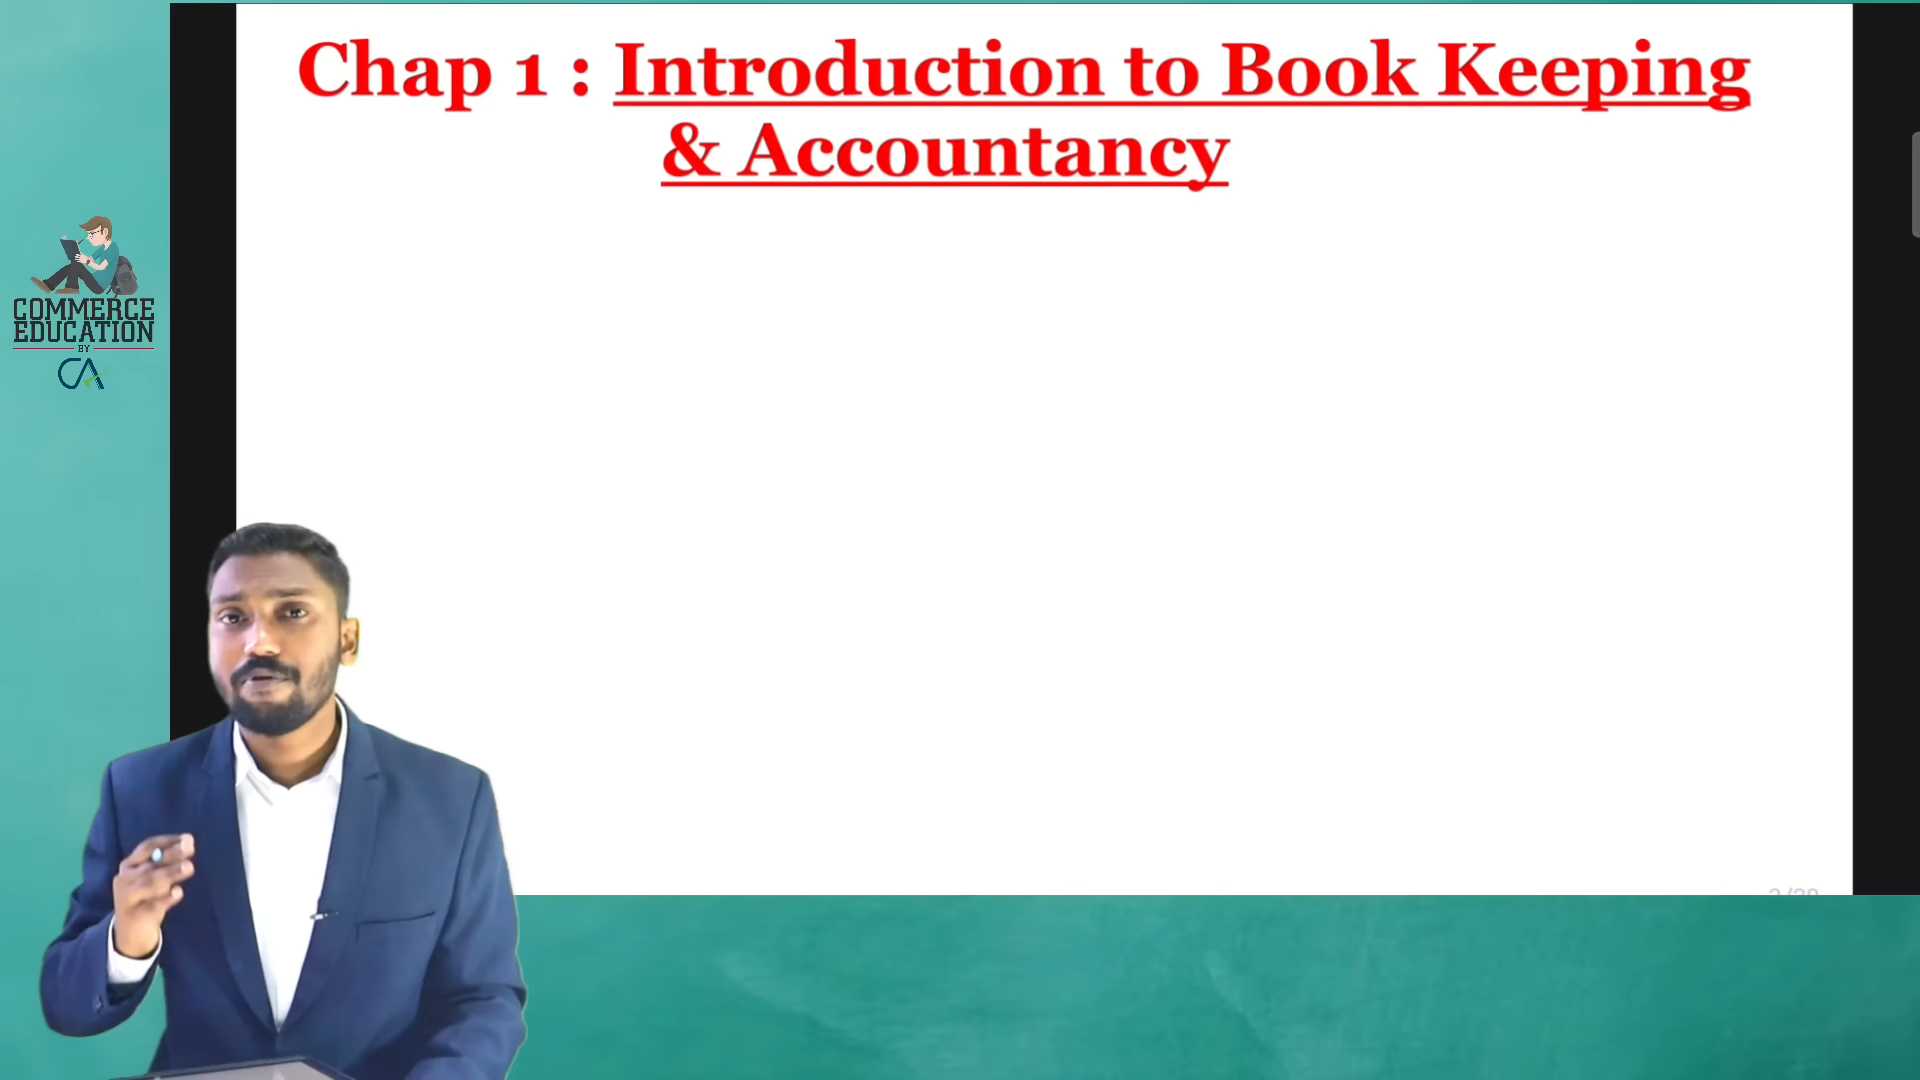 Chap 1 : Introduction to Book Keeping
& Accountancy
COMMERCE
EDUCATION
BY
CA